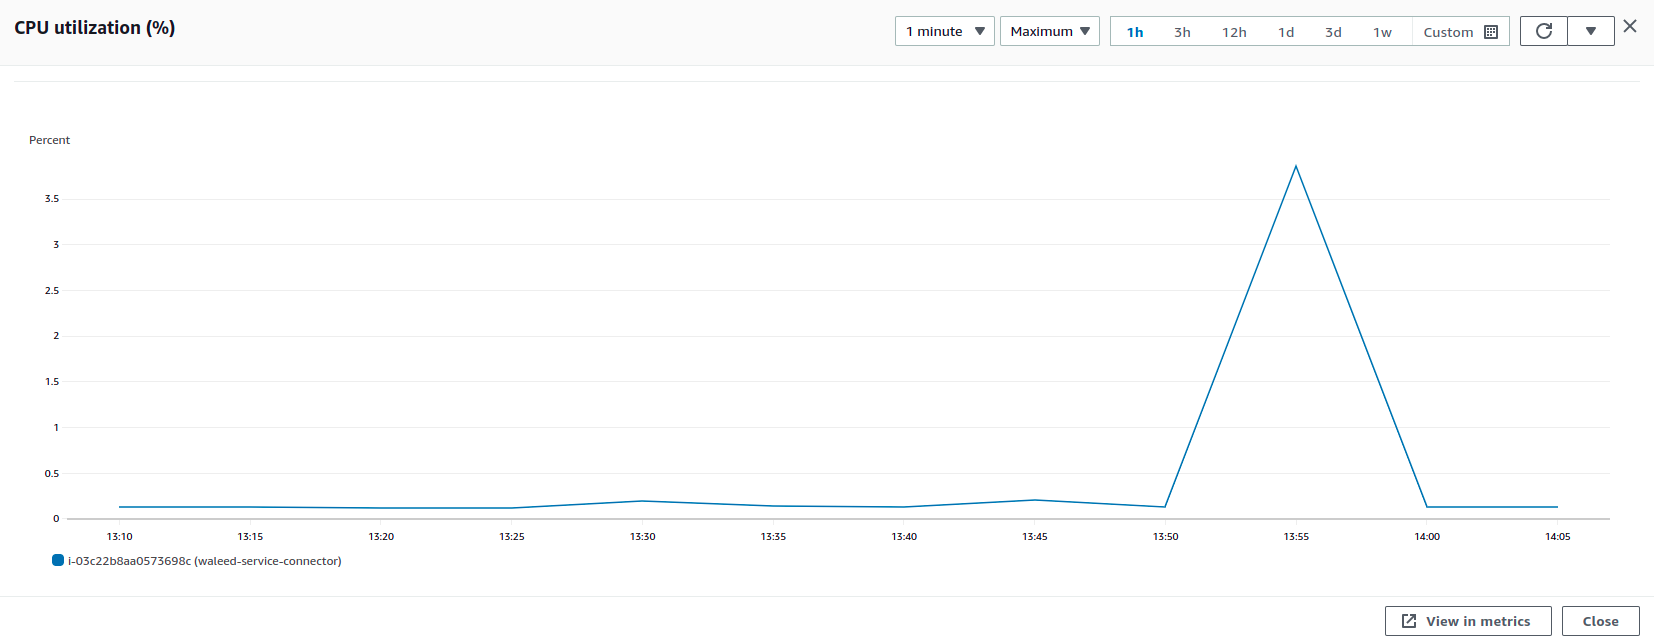 CPU utilization (%)
1 minute
Maximum
1h
3h
12h
1d
3d
1w
Custom
Percent
3.5
3
2.5
2
1.5
1
0.5
0
13:10
13:15
13:20
13:25
13:30
13:35
13:40
13:45
13:50
13:55
14:00
14:05
i-03c22b8aa0573698c (waleed-service-connector)
View in metrics
Close